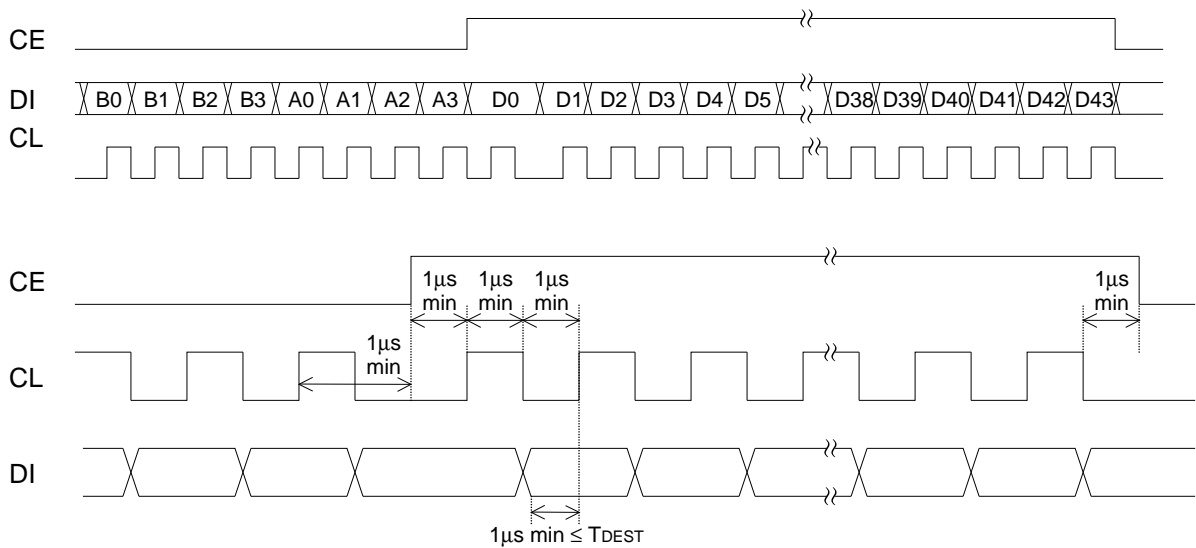 CE
DI B0 B1 B2 B3 A0 A1 A2 A3 D0 D1 D2 D3 D4 D5 D38 D39 D40 D41 D42 D43
CL
CE
1μs min
1μs min
1μs min
1μs min
CL
1μs min
DI
1μs min ≤ TDEST